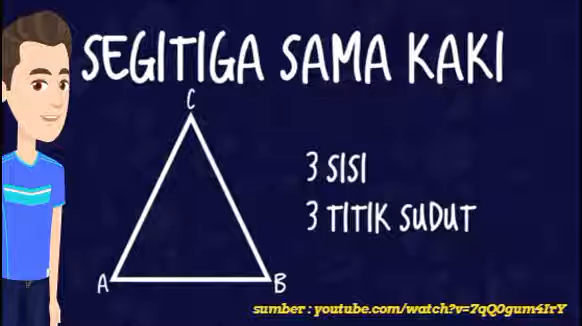 SEGITIGA SAMA KAKI
C
3 SISI
3 TITIK SUDUT
A
B
sumber : youtube.com/watch?v=7qQ0gum4IrY